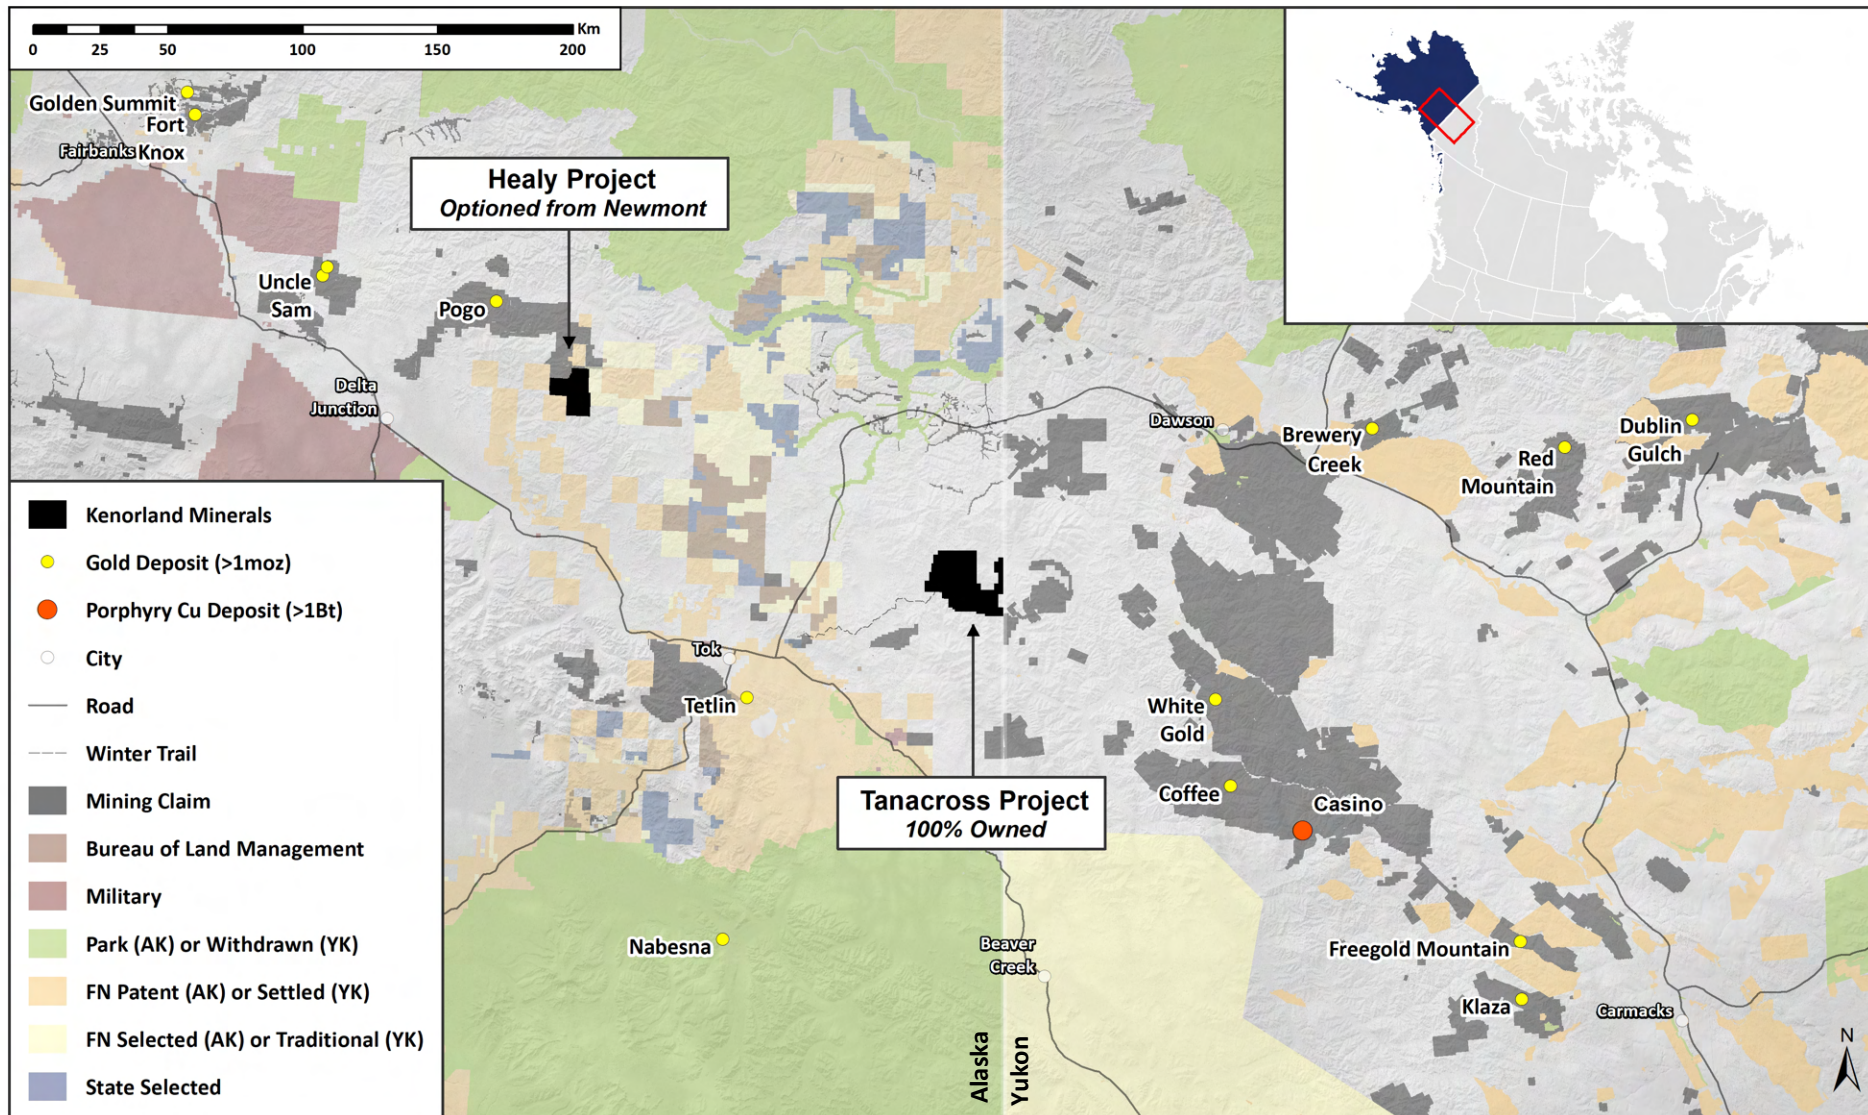 0 25 50 100 150 200 Km
Golden Summit
Fort
Knox
Fairbanks
Healy Project
Optioned from Newmont
Uncle
Sam
Pogo
Delta
Junction
Dawson
Brewery
Creek
Red
Mountain
Dublin
Gulch
Tok
Tetlin
White
Gold
Coffee
Casino
Tanacross Project
100% Owned
Nabesna
Beaver
Creek
Freegold Mountain
Klaza
Carmacks
Alaska
Yukon
N
Kenorland Minerals
Gold Deposit (>1moz)
Porphyry Cu Deposit (>1Bt)
City
Road
Winter Trail
Mining Claim
Bureau of Land Management
Military
Park (AK) or Withdrawn (YK)
FN Patent (AK) or Settled (YK)
FN Selected (AK) or Traditional (YK)
State Selected